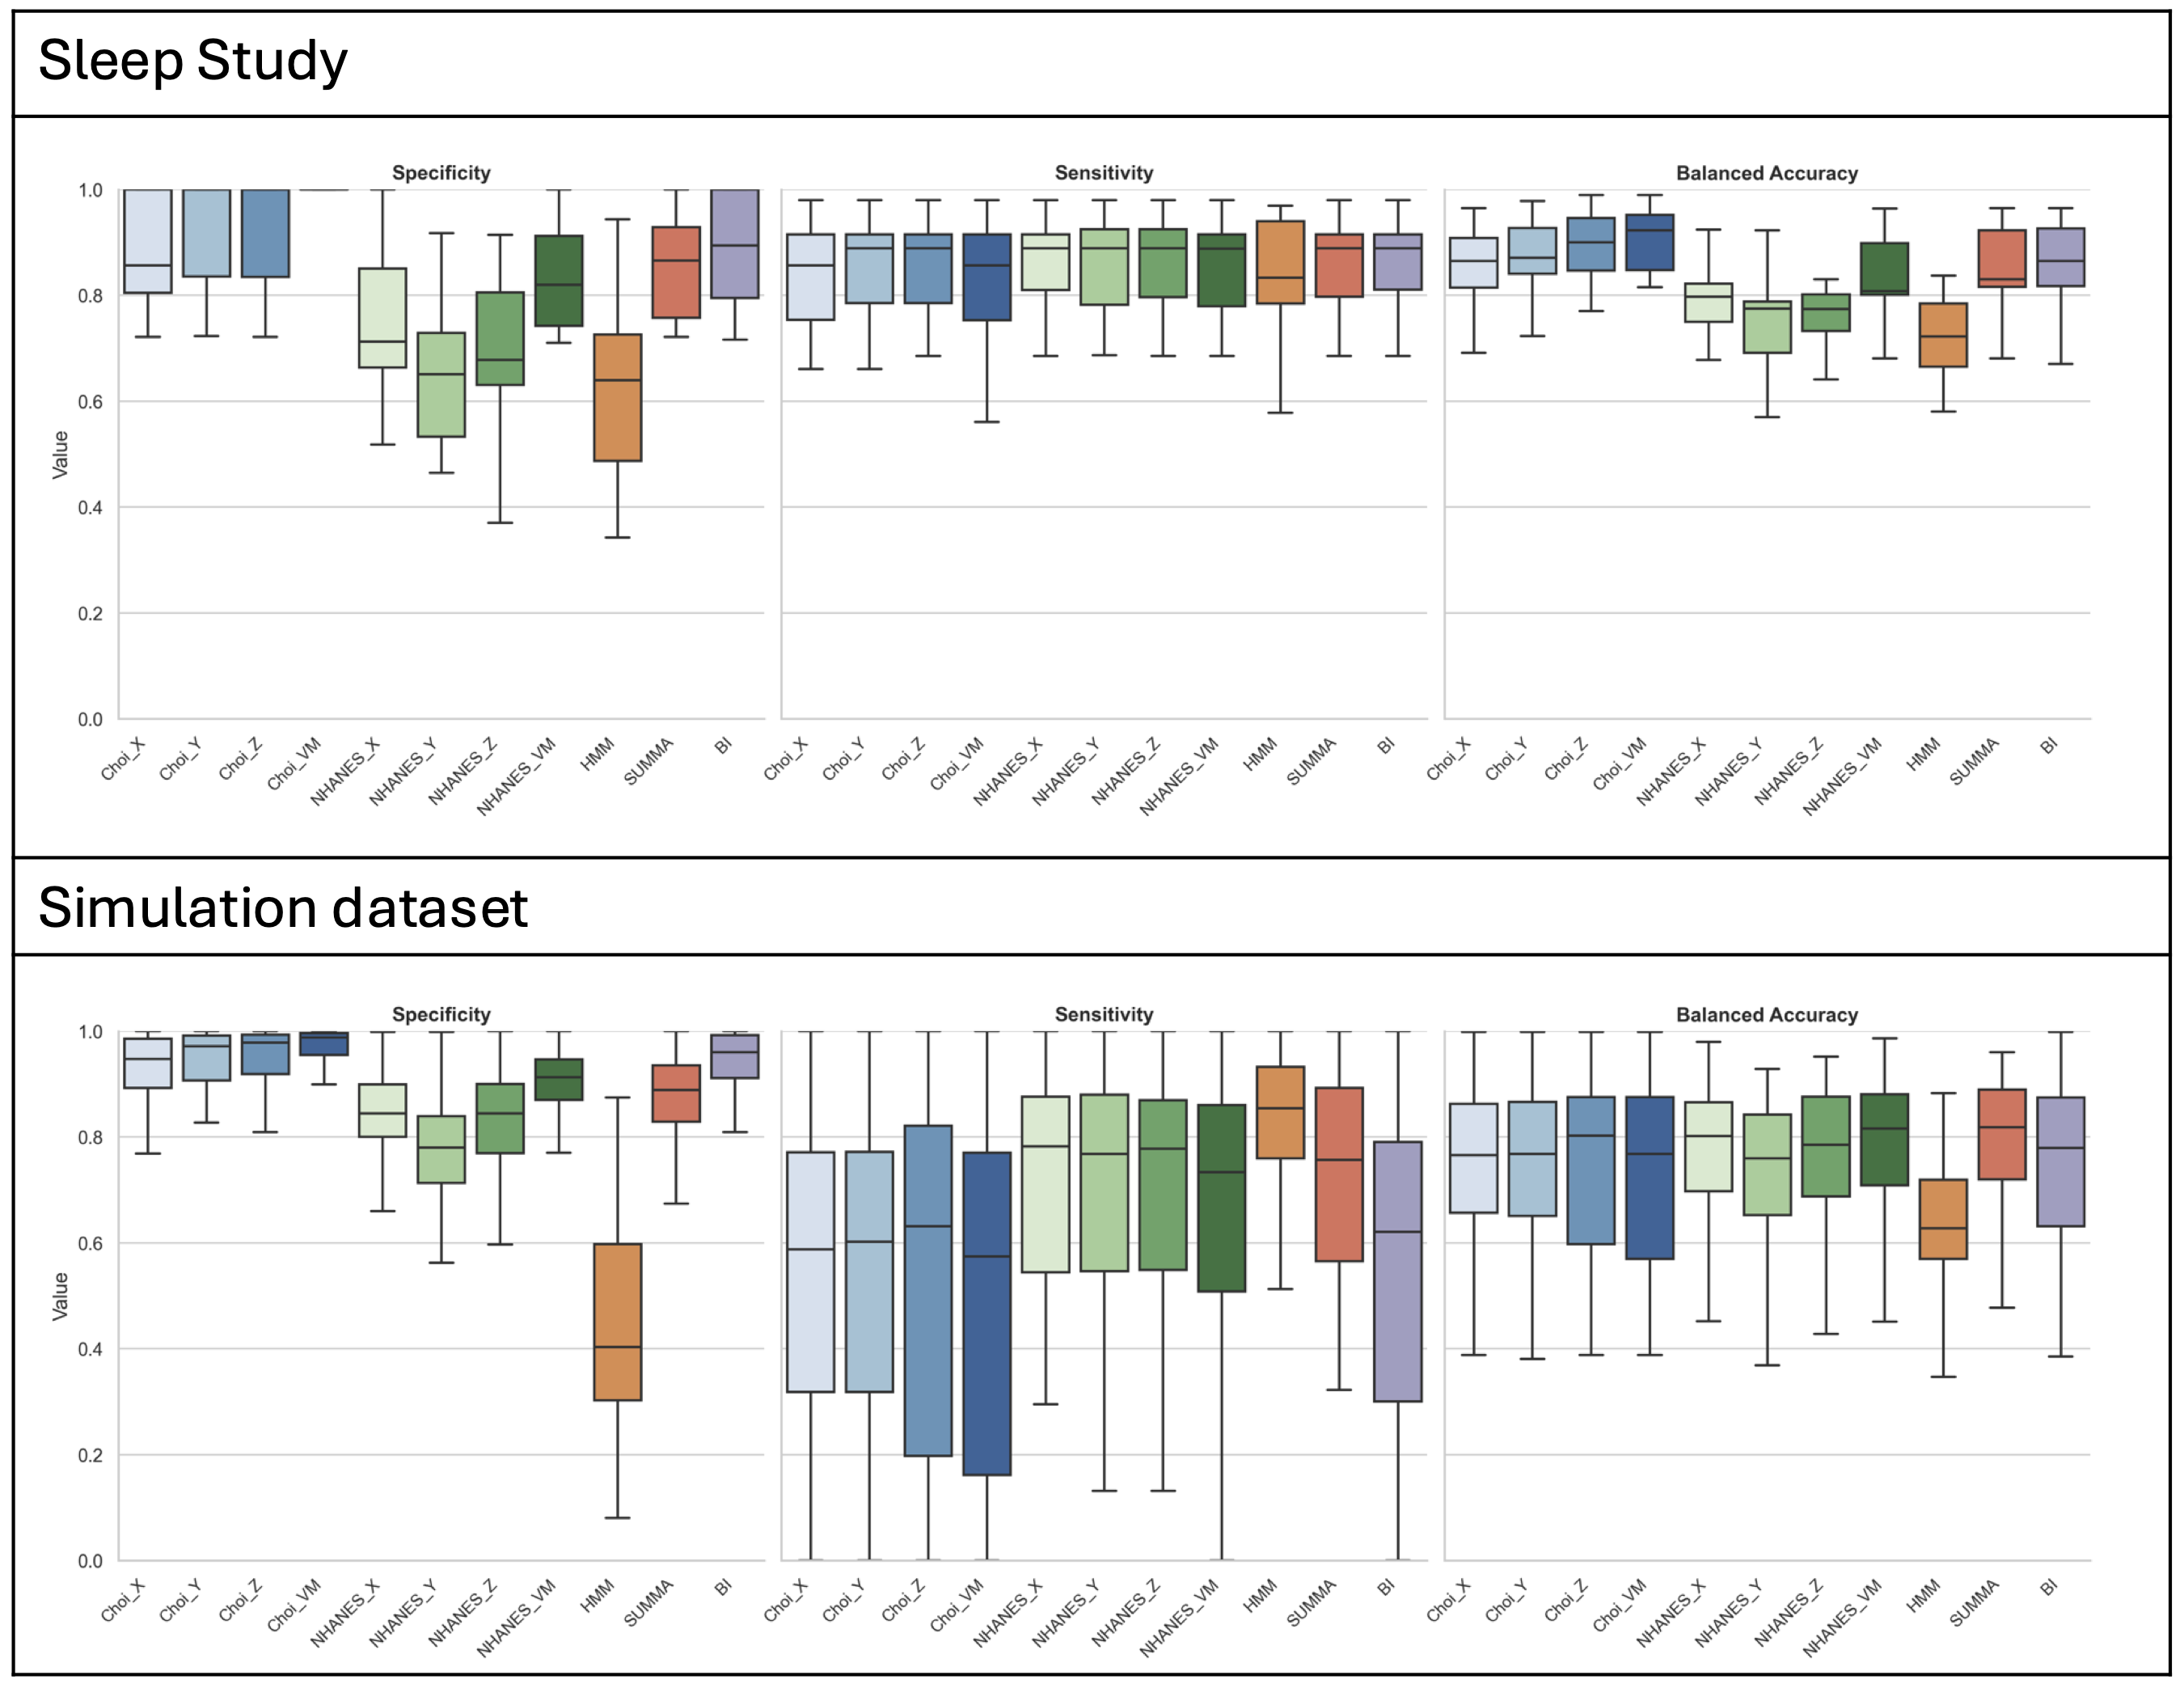 Sleep Study
Specificity
Sensitivity
Balanced Accuracy
Value
1.0
0.8
0.6
0.4
0.2
0.0
Choi_X
Choi_Y
Choi_Z
Choi_VM
NHANES_X
NHANES_Y
NHANES_Z
NHANES_VM
HMM
SUMMA
BI
Choi_X
Choi_Y
Choi_Z
Choi_VM
NHANES_X
NHANES_Y
NHANES_Z
NHANES_VM
HMM
SUMMA
BI
Choi_X
Choi_Y
Choi_Z
Choi_VM
NHANES_X
NHANES_Y
NHANES_Z
NHANES_VM
HMM
SUMMA
BI
Simulation dataset
Specificity
Sensitivity
Balanced Accuracy
Value
1.0
0.8
0.6
0.4
0.2
0.0
Choi_X
Choi_Y
Choi_Z
Choi_VM
NHANES_X
NHANES_Y
NHANES_Z
NHANES_VM
HMM
SUMMA
BI
Choi_X
Choi_Y
Choi_Z
Choi_VM
NHANES_X
NHANES_Y
NHANES_Z
NHANES_VM
HMM
SUMMA
BI
Choi_X
Choi_Y
Choi_Z
Choi_VM
NHANES_X
NHANES_Y
NHANES_Z
NHANES_VM
HMM
SUMMA
BI